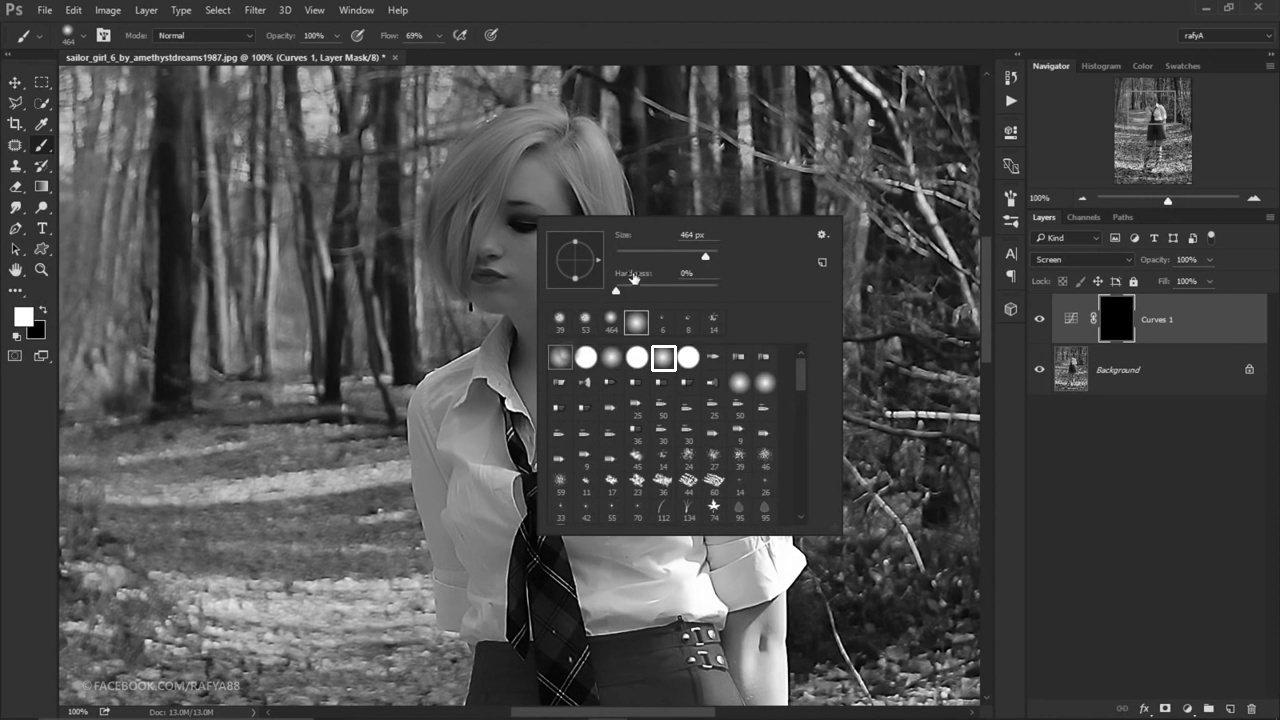 Ps File Edit Image Layer Type Select Filter 3D View Window Help
464 Mode: Normal Opacity: 100% Flow: 69% rafyA
sailor_girl_6_by_amethystdreams1987.jpg @ 100% (Curves 1, Layer Mask/8) * ×
Navigator Histogram Color Swatches
100%
Layers Channels Paths
Kind
Screen Opacity: 100%
Lock: Fill: 100%
Curves 1
Background
Size: 464 px
Hardness: 0%
39 53 464 6 8 14
25 50 25 50
36 30 30 9
9 45 14 24 27 39 46
59 11 17 23 36 44 60 14 26
33 42 55 70 112 134 74 95 95
©FACEBOOK.COM/RAFYA88
100% Doc: 13.0M/13.0M